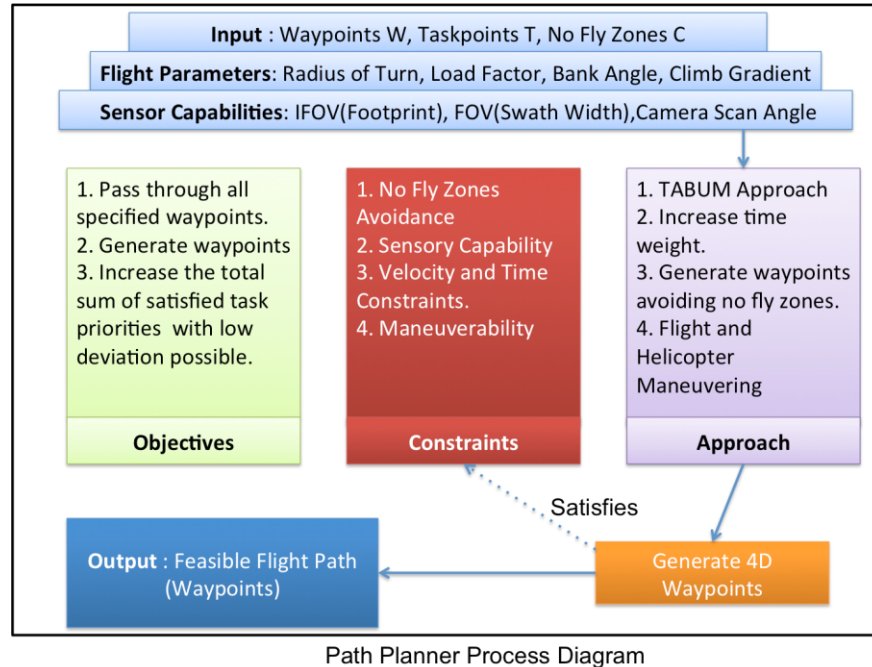 Input : Waypoints W, Taskpoints T, No Fly Zones C
Flight Parameters: Radius of Turn, Load Factor, Bank Angle, Climb Gradient
Sensor Capabilities: IFOV(Footprint), FOV(Swath Width),Camera Scan Angle
1. Pass through all
specified waypoints.
2. Generate waypoints
3. Increase the total
sum of satisfied task
priorities with low
deviation possible.
Objectives
1. No Fly Zones
Avoidance
2. Sensory Capability
3. Velocity and Time
Constraints.
4. Maneuverability
Constraints
1. TABUM Approach
2. Increase time
weight.
3. Generate waypoints
avoiding no fly zones.
4. Flight and
Helicopter
Maneuvering
Approach
Satisfies
Generate 4D
Waypoints
Output : Feasible Flight Path
(Waypoints)
Path Planner Process Diagram